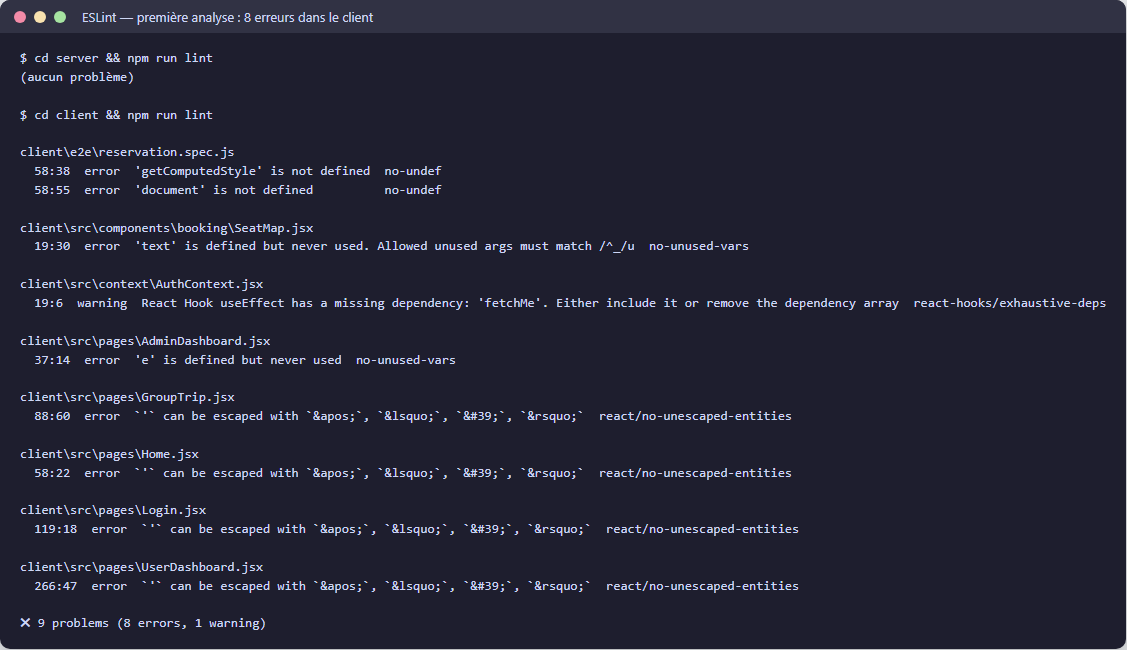 ESLint — première analyse : 8 erreurs dans le client
$ cd server && npm run lint
(aucun problème)
$ cd client && npm run lint
client\e2e\reservation.spec.js
58:38  error  'getComputedStyle' is not defined  no-undef
58:55  error  'document' is not defined          no-undef
client\src\components\booking\SeatMap.jsx
19:30  error  'text' is defined but never used. Allowed unused args must match /^_/u  no-unused-vars
client\src\context\AuthContext.jsx
19:6  warning  React Hook useEffect has a missing dependency: 'fetchMe'. Either include it or remove the dependency array  react-hooks/exhaustive-deps
client\src\pages\AdminDashboard.jsx
37:14  error  'e' is defined but never used  no-unused-vars
client\src\pages\GroupTrip.jsx
88:60  error  `'` can be escaped with `&apos;`, `&lsquo;`, `&#39;`, `&rsquo;`  react/no-unescaped-entities
client\src\pages\Home.jsx
58:22  error  `'` can be escaped with `&apos;`, `&lsquo;`, `&#39;`, `&rsquo;`  react/no-unescaped-entities
client\src\pages\Login.jsx
119:18  error  `'` can be escaped with `&apos;`, `&lsquo;`, `&#39;`, `&rsquo;`  react/no-unescaped-entities
client\src\pages\UserDashboard.jsx
266:47  error  `'` can be escaped with `&apos;`, `&lsquo;`, `&#39;`, `&rsquo;`  react/no-unescaped-entities
✕ 9 problems (8 errors, 1 warning)